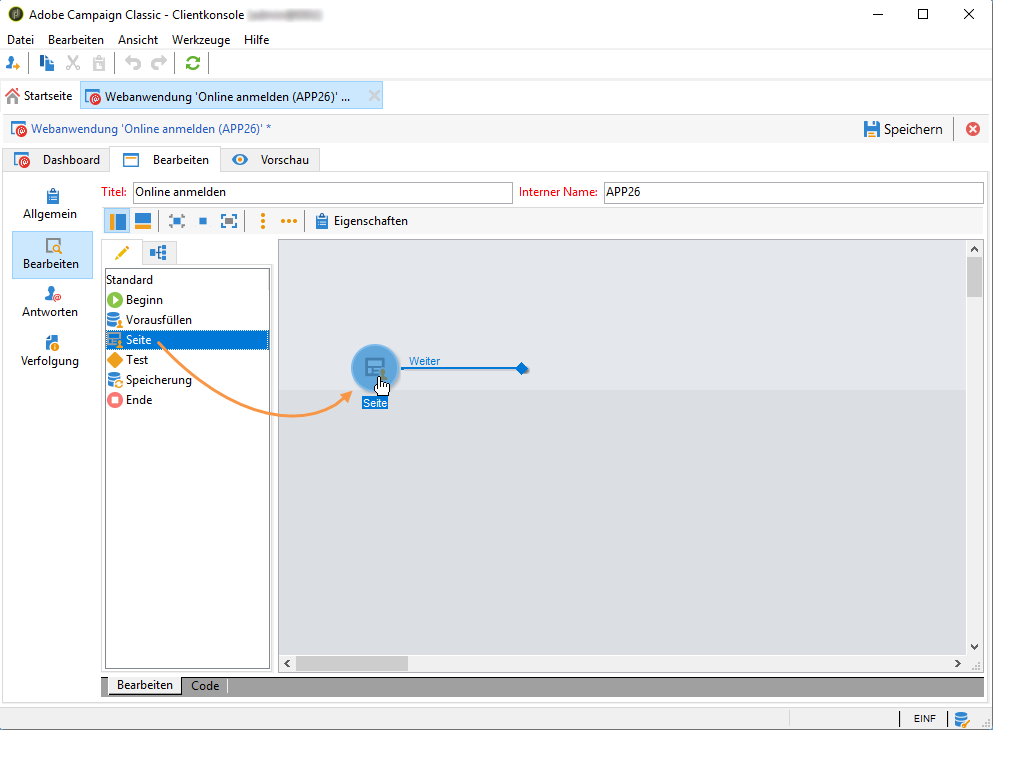 Adobe Campaign Classic - Clientkonsole
Datei Bearbeiten Ansicht Werkzeuge Hilfe
Startseite Webanwendung 'Online anmelden (APP26)' ...
Webanwendung 'Online anmelden (APP26)' * Speichern
Dashboard Bearbeiten Vorschau
Allgemein
Bearbeiten
Antworten
Verfolgung
Titel: Online anmelden Interner Name: APP26
Eigenschaften
Standard
Beginn
Vorausfüllen
Seite
Test
Speicherung
Ende
Weiter
Seite
Bearbeiten Code
EINF